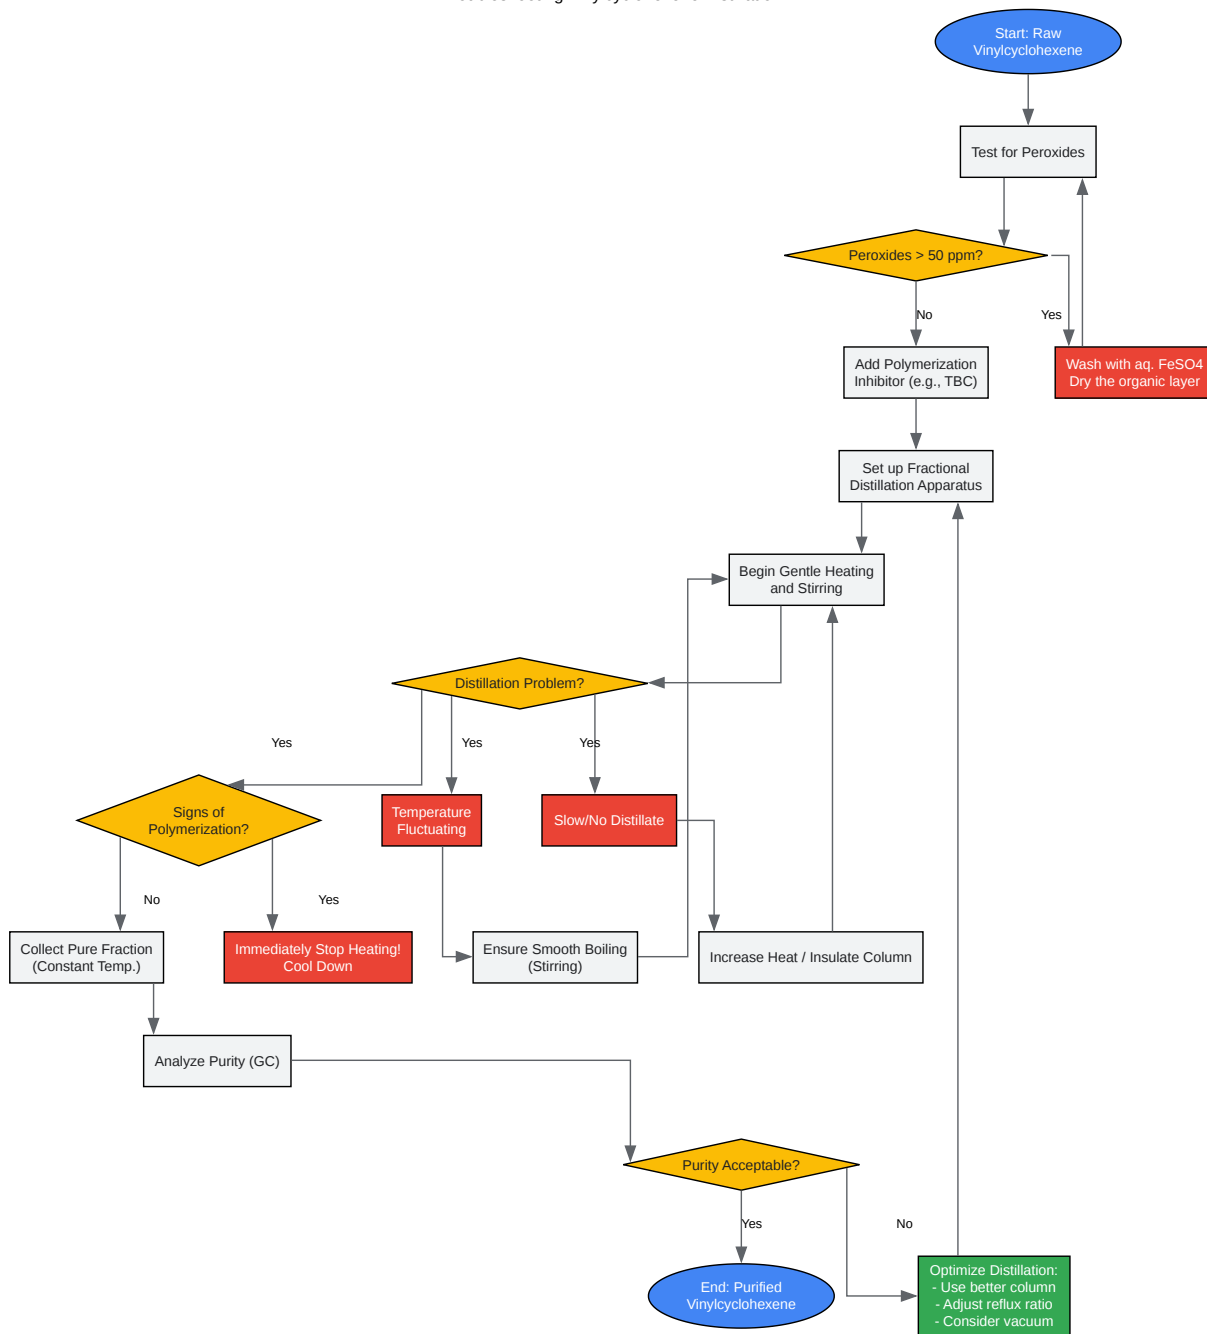 Start: Raw
Vinylcyclohexene
Test for Peroxides
Peroxides > 50 ppm?
No
Yes
Add Polymerization
Inhibitor (e.g., TBC)
Wash with aq. FeSO4
Dry the organic layer
Set up Fractional
Distillation Apparatus
Begin Gentle Heating
and Stirring
Distillation Problem?
Yes
Yes
Yes
Signs of
Polymerization?
Temperature
Fluctuating
Slow/No Distillate
No
Yes
Collect Pure Fraction
(Constant Temp.)
Immediately Stop Heating!
Cool Down
Ensure Smooth Boiling
(Stirring)
Increase Heat / Insulate Column
Analyze Purity (GC)
Purity Acceptable?
Yes
No
End: Purified
Vinylcyclohexene
Optimize Distillation:
- Use better column
- Adjust reflux ratio
- Consider vacuum